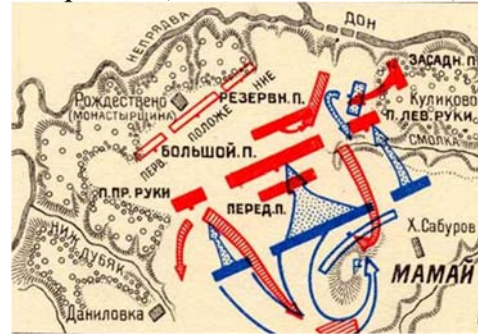 НЕПРЯДВА
ДОН
ЗАСАДН. П.
Рождествено
(МОНАСТЫРЩИНА)
РЕЗЕРВН. П.
Куликово
П. ЛЕВ. РУКИ
ПЕРВ. ПОЛОЖЕНИЕ
БОЛЬШОЙ. П.
СМОЛКА
П. ПР. РУКИ
ПЕРЕД. П.
Х. Сабуров
НИЖ. ДУБЯК
МАМАЙ
Даниловка